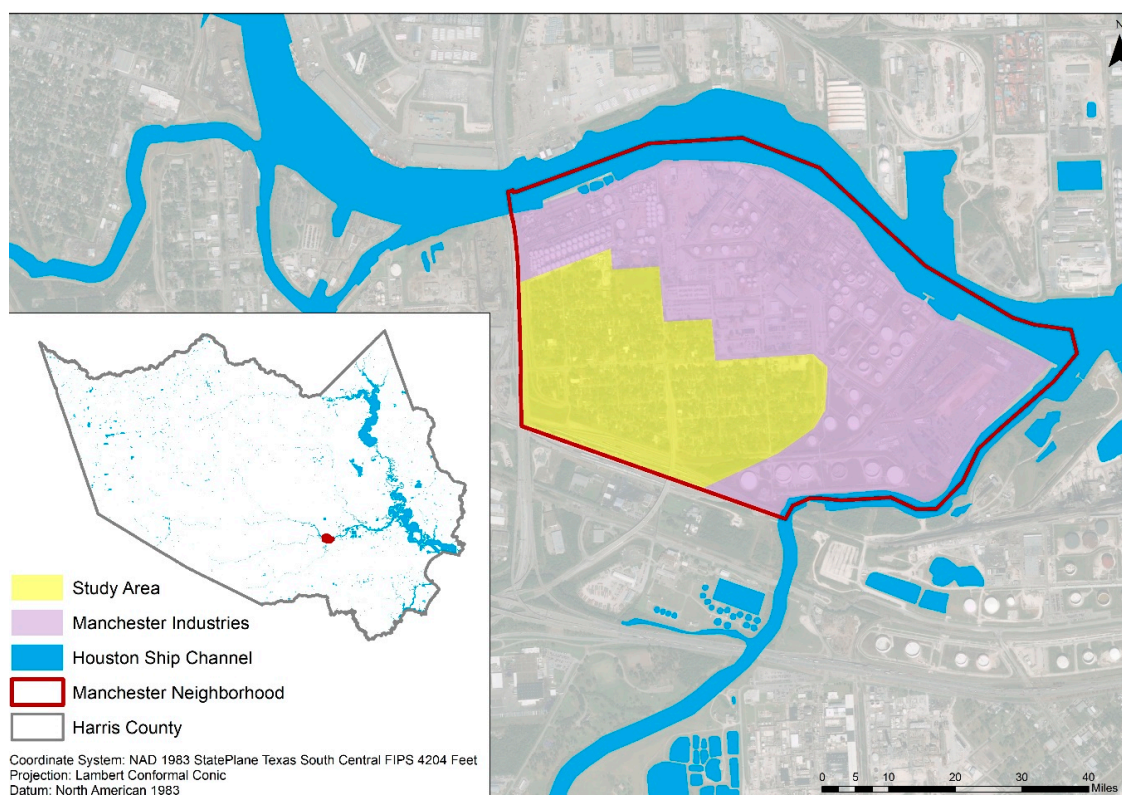 N
Study Area
Manchester Industries
Houston Ship Channel
Manchester Neighborhood
Harris County
Coordinate System: NAD 1983 StatePlane Texas South Central FIPS 4204 Feet
Projection: Lambert Conformal Conic
Datum: North American 1983
0 5 10 20 30 40
Miles